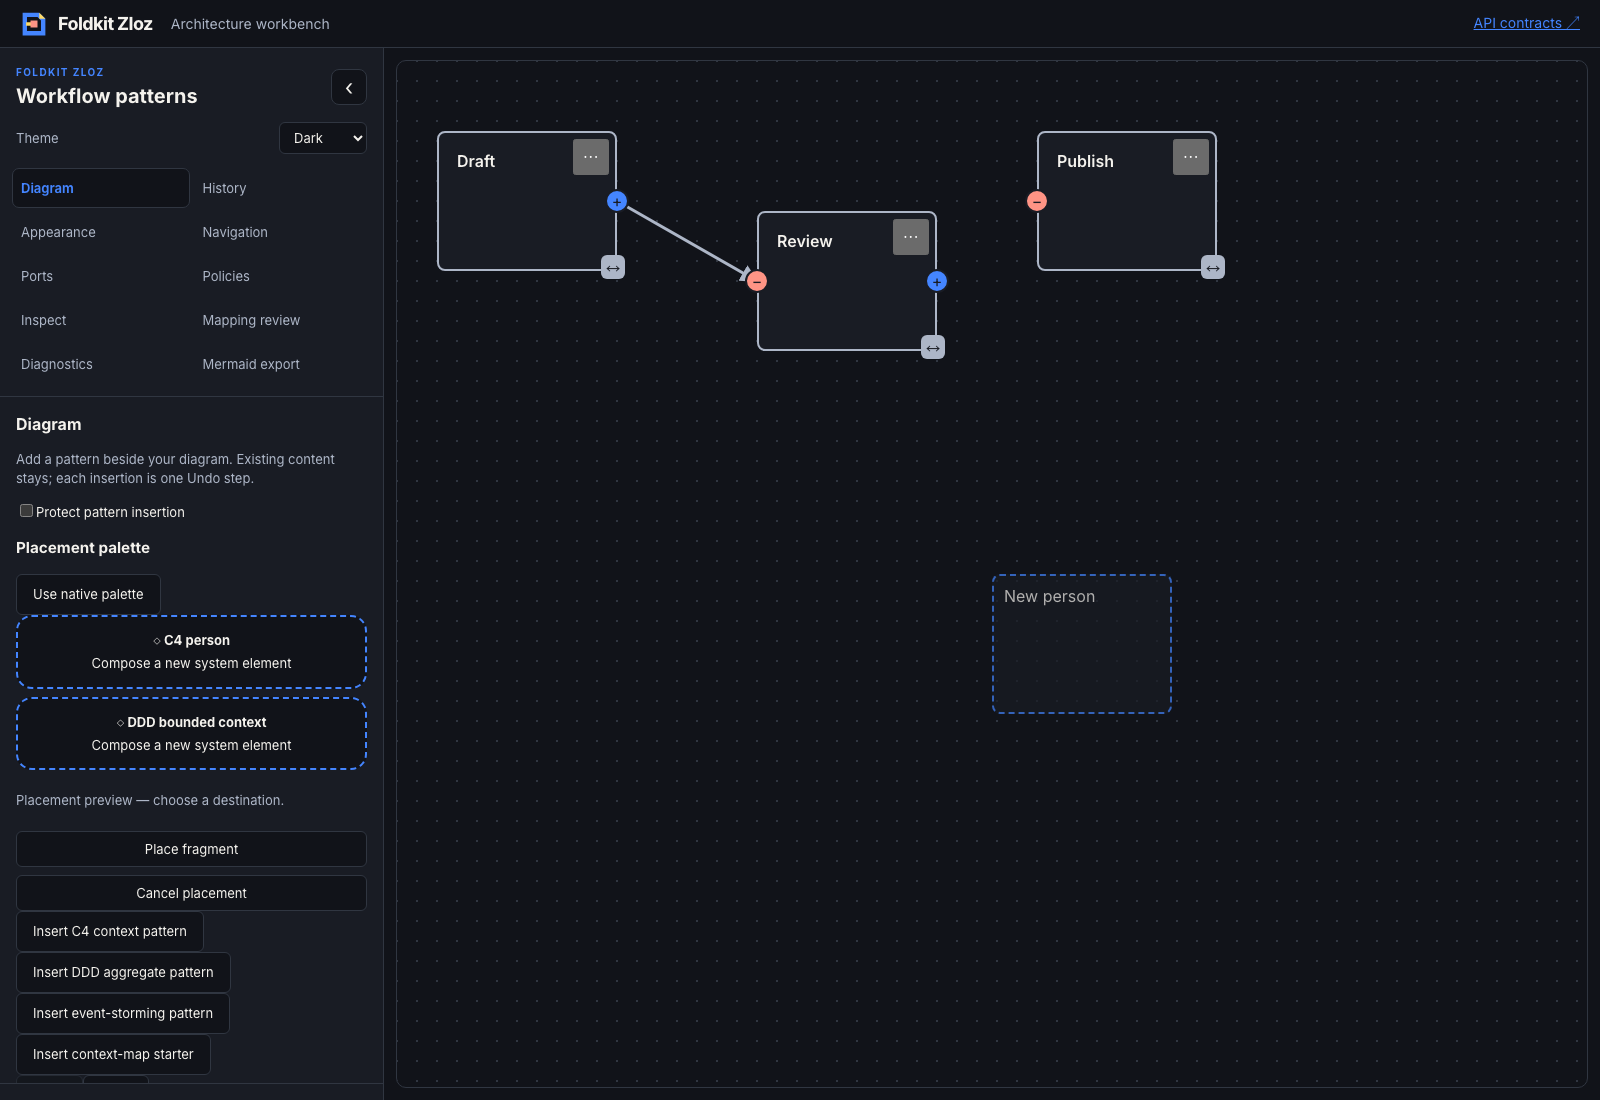 Foldkit Zloz
Architecture workbench
API contracts ↗
FOLDKIT ZLOZ
Workflow patterns
Theme
Dark
Diagram
History
Appearance
Navigation
Ports
Policies
Inspect
Mapping review
Diagnostics
Mermaid export
Diagram
Add a pattern beside your diagram. Existing content
stays; each insertion is one Undo step.
Protect pattern insertion
Placement palette
Use native palette
◇ C4 person
Compose a new system element
◇ DDD bounded context
Compose a new system element
Placement preview — choose a destination.
Place fragment
Cancel placement
Insert C4 context pattern
Insert DDD aggregate pattern
Insert event-storming pattern
Insert context-map starter
Draft
Review
Publish
New person